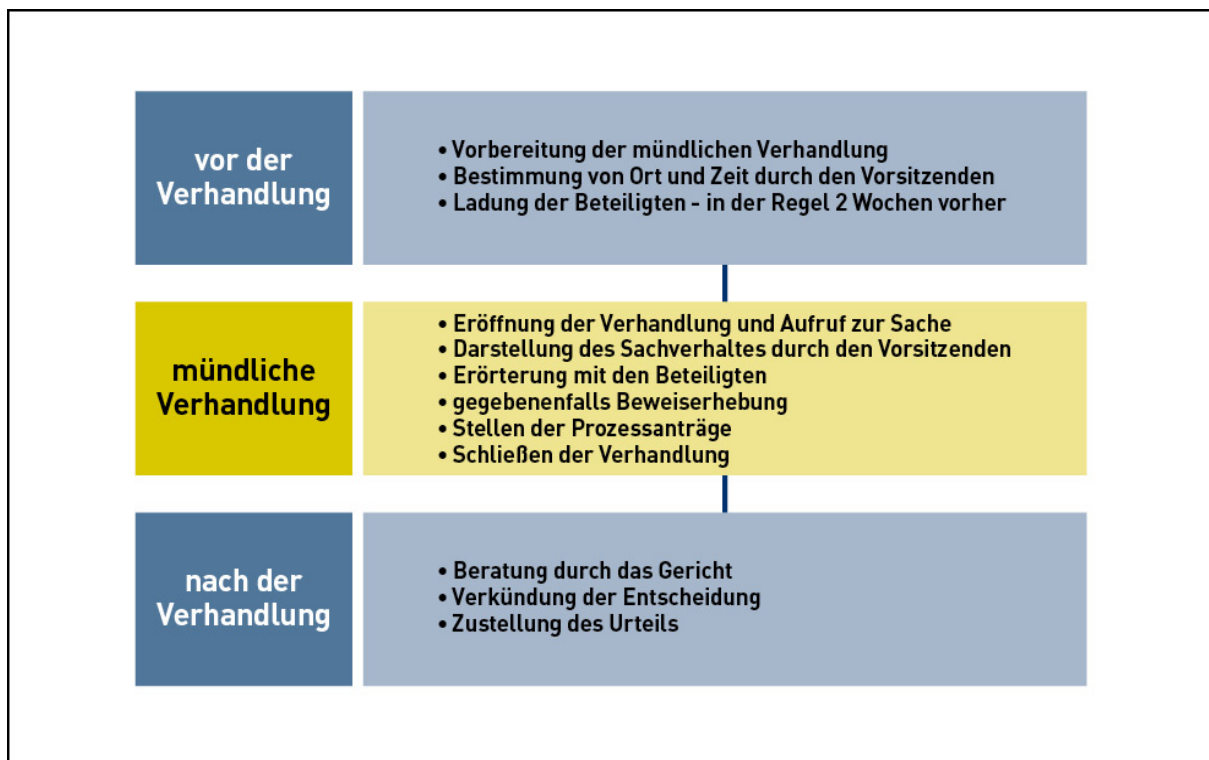 vor der
Verhandlung
• Vorbereitung der mündlichen Verhandlung
• Bestimmung von Ort und Zeit durch den Vorsitzenden
• Ladung der Beteiligten - in der Regel 2 Wochen vorher
mündliche
Verhandlung
• Eröffnung der Verhandlung und Aufruf zur Sache
• Darstellung des Sachverhaltes durch den Vorsitzenden
• Erörterung mit den Beteiligten
• gegebenenfalls Beweiserhebung
• Stellen der Prozessanträge
• Schließen der Verhandlung
nach der
Verhandlung
• Beratung durch das Gericht
• Verkündung der Entscheidung
• Zustellung des Urteils